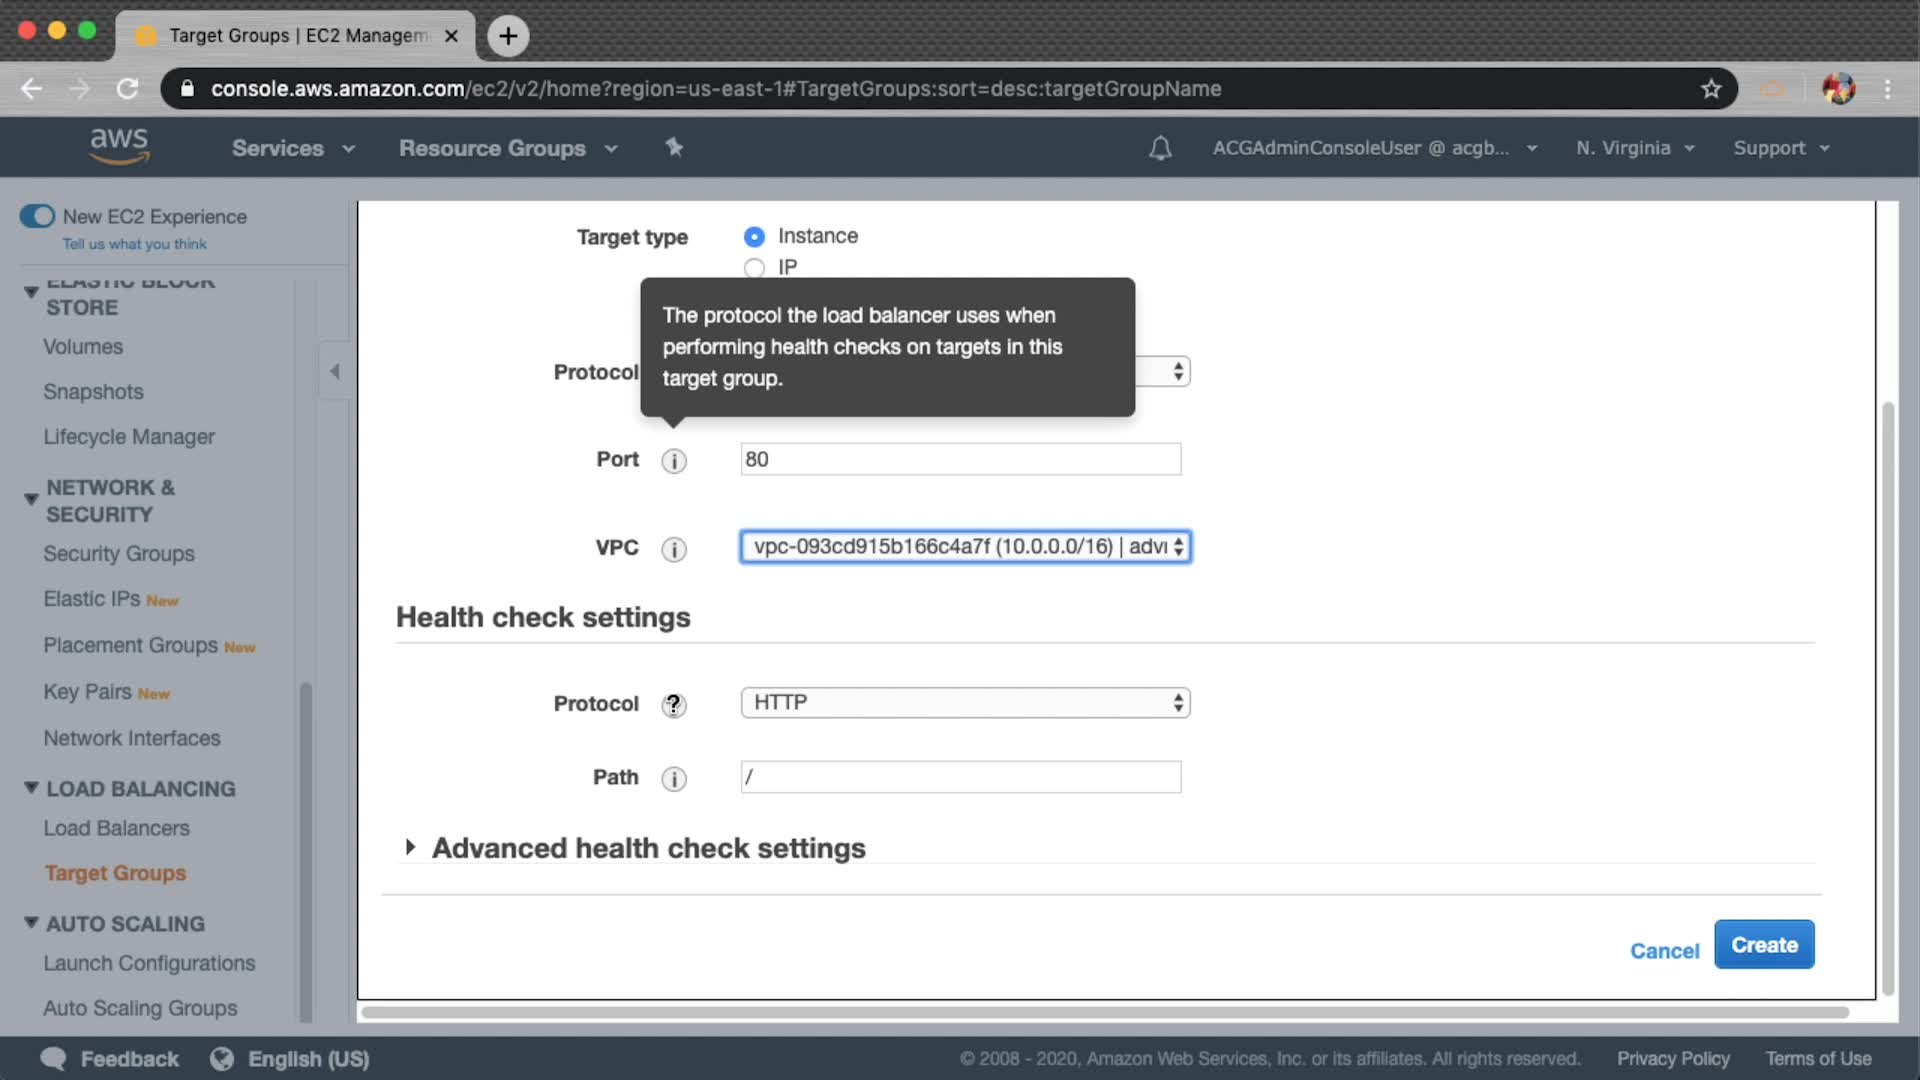 Target Groups | EC2 Managem
console.aws.amazon.com/ec2/v2/home?region=us-east-1#TargetGroups:sort=desc:targetGroupName
aws
Services
Resource Groups
ACGAdminConsoleUser @ acgb...
N. Virginia
Support
New EC2 Experience
Tell us what you think
ELASTIC BLOCK
STORE
Volumes
Snapshots
Lifecycle Manager
NETWORK &
SECURITY
Security Groups
Elastic IPs New
Placement Groups New
Key Pairs New
Network Interfaces
LOAD BALANCING
Load Balancers
Target Groups
AUTO SCALING
Launch Configurations
Auto Scaling Groups
Target type
Instance
IP
The protocol the load balancer uses when
performing health checks on targets in this
target group.
Protocol
Port
80
VPC
vpc-093cd915b166c4a7f (10.0.0.0/16) |
Health check settings
Protocol
HTTP
Path
/
Advanced health check settings
Cancel
Create
Feedback
English (US)
© 2008 - 2020, Amazon Web Services, Inc. or its affiliates. All rights reserved.
Privacy Policy
Terms of Use